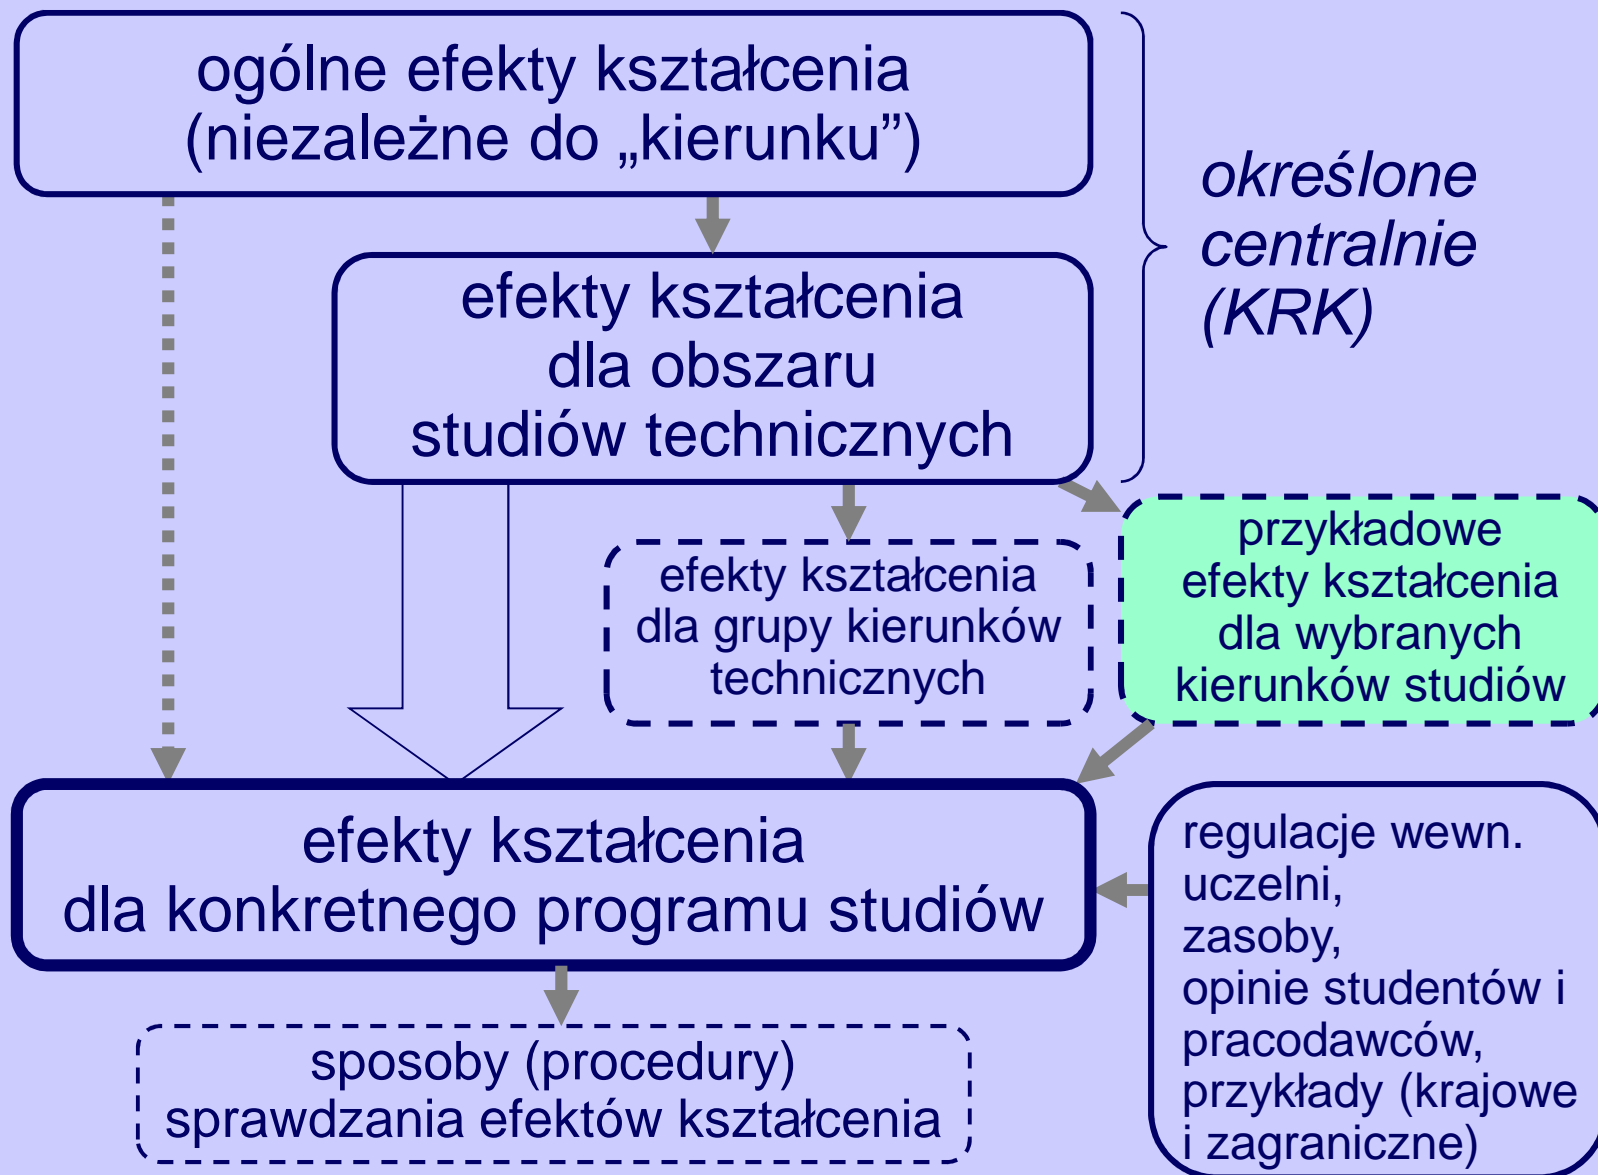 ogólne efekty kształcenia
(niezależne do „kierunku”)
określone
centralnie
(KRK)
efekty kształcenia
dla obszaru
studiów technicznych
efekty kształcenia
dla grupy kierunków
technicznych
przykładowe
efekty kształcenia
dla wybranych
kierunków studiów
efekty kształcenia
dla konkretnego programu studiów
regulacje wewn.
uczelni,
zasoby,
opinie studentów i
pracodawców,
przykłady (krajowe
i zagraniczne)
sposoby (procedury)
sprawdzania efektów kształcenia